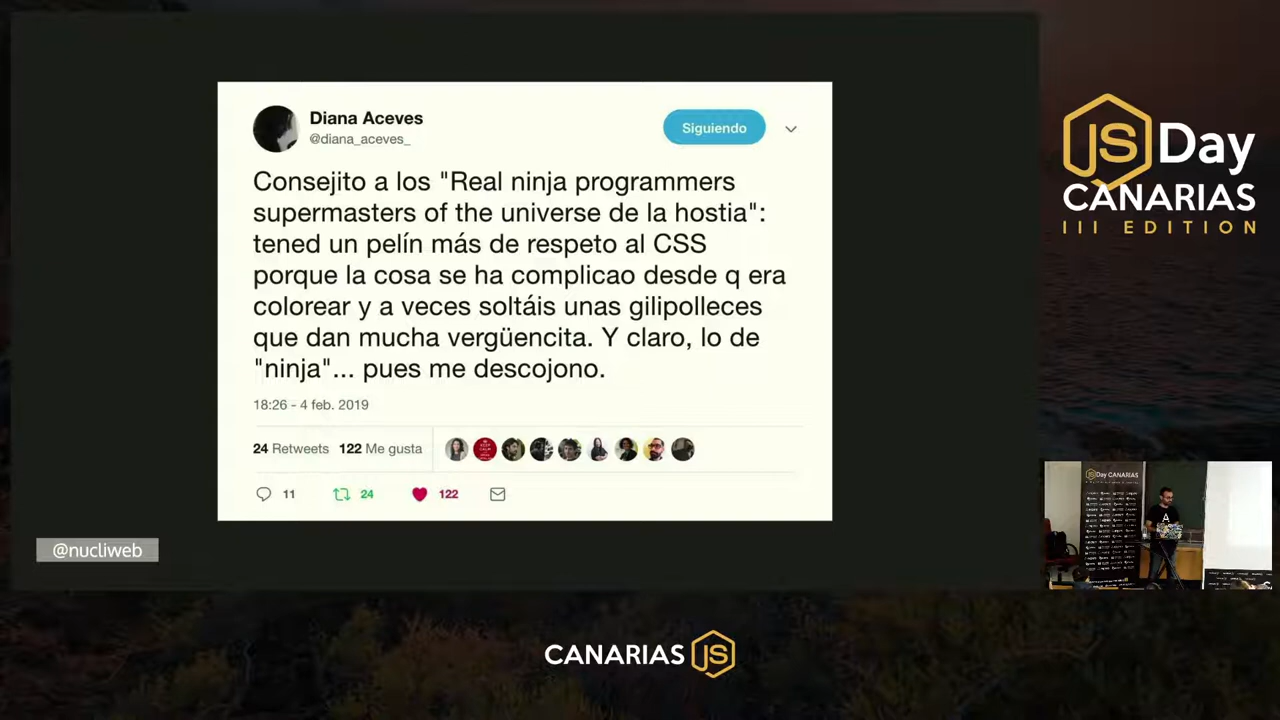 Diana Aceves
@diana_aceves_
Siguiendo
Consejito a los "Real ninja programmers
supermasters of the universe de la hostia":
tened un pelín más de respeto al CSS
porque la cosa se ha complicao desde q era
colorear y a veces soltáis unas gilipolleces
que dan mucha vergüencita. Y claro, lo de
"ninja"... pues me descojono.
18:26 - 4 feb. 2019
24 Retweets 122 Me gusta
11 24 122
@nucliweb
JS Day
CANARIAS
III EDITION
JS Day CANARIAS
CANARIAS JS